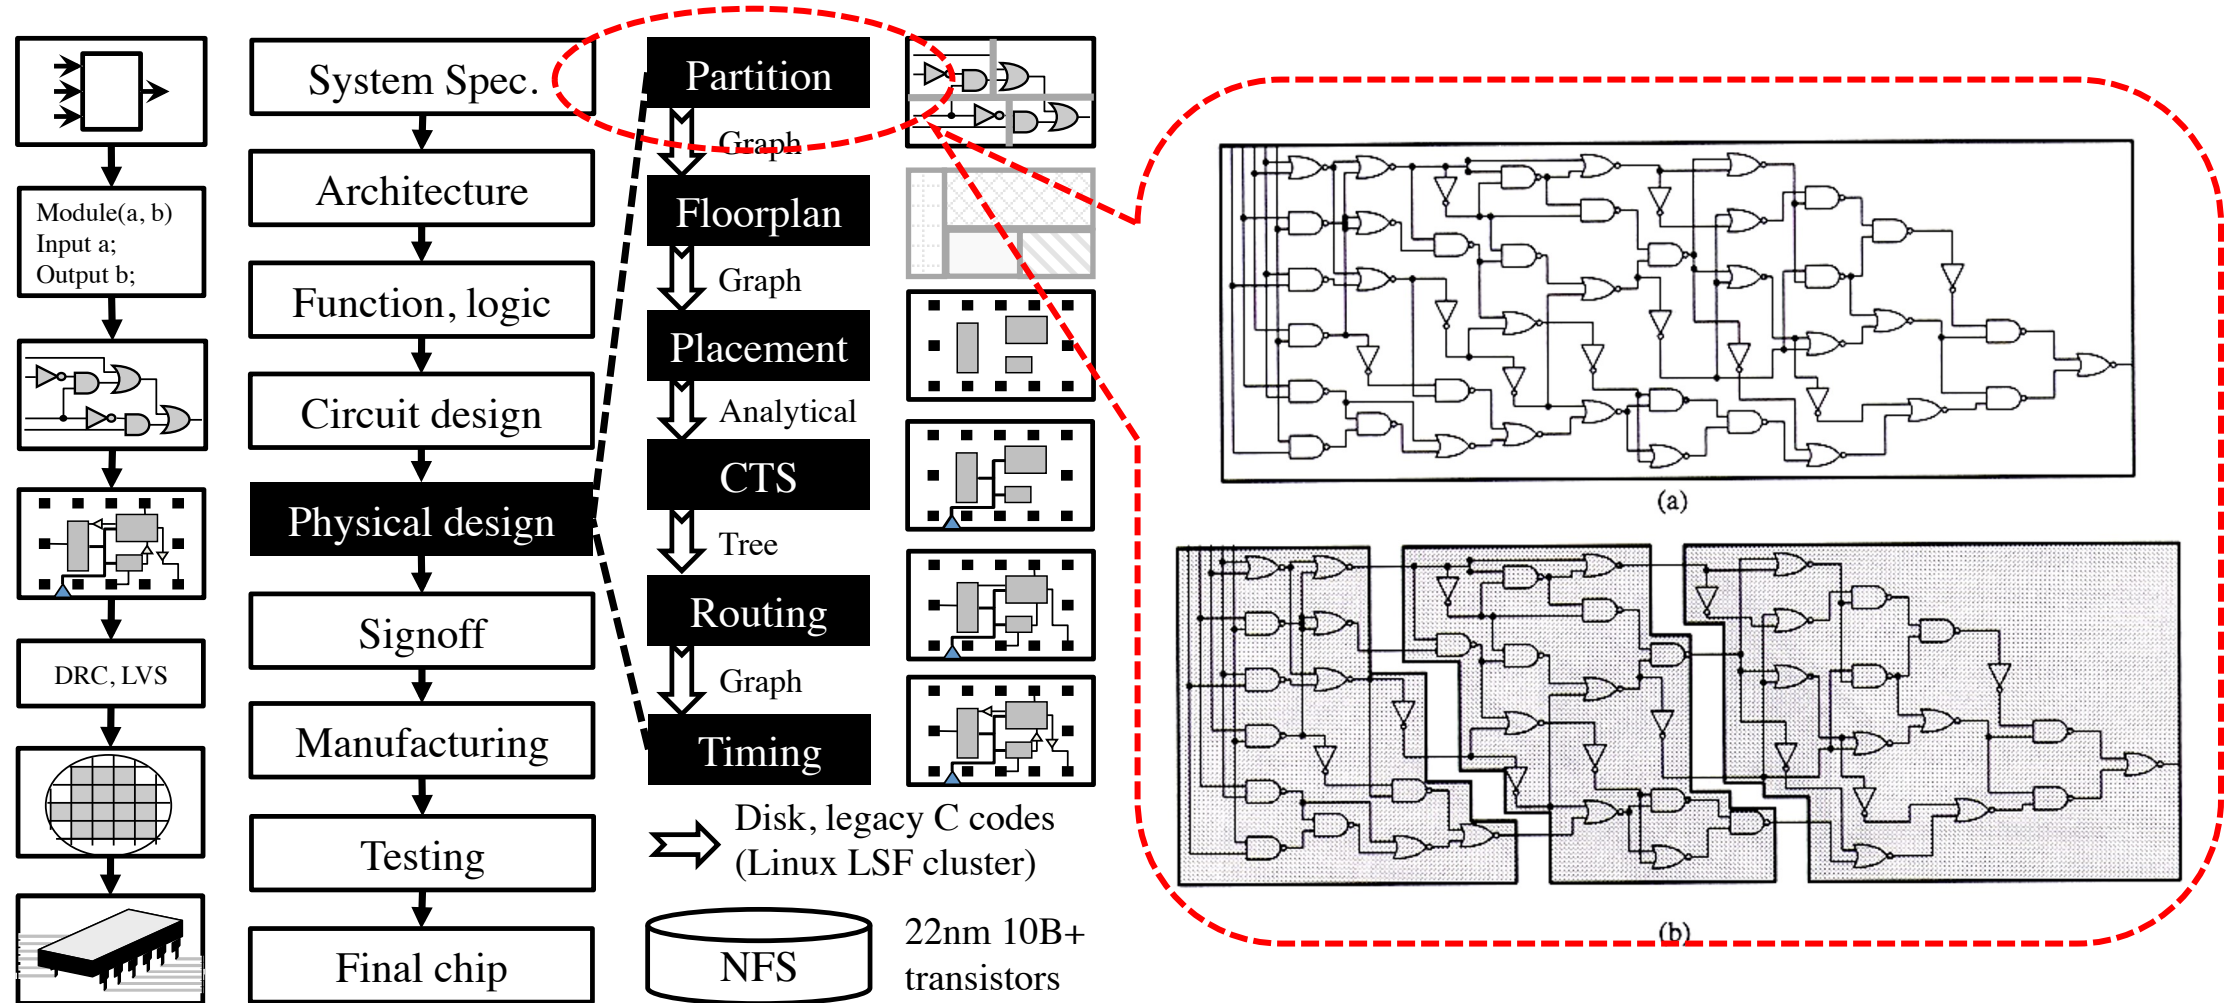 Module(a, b)
Input a;
Output b;
DRC, LVS
System Spec.
Architecture
Function, logic
Circuit design
Physical design
Signoff
Manufacturing
Testing
Final chip
Partition
Graph
Floorplan
Graph
Placement
Analytical
CTS
Tree
Routing
Graph
Timing
Disk, legacy C codes
(Linux LSF cluster)
NFS
22nm 10B+
transistors
(a)
(b)